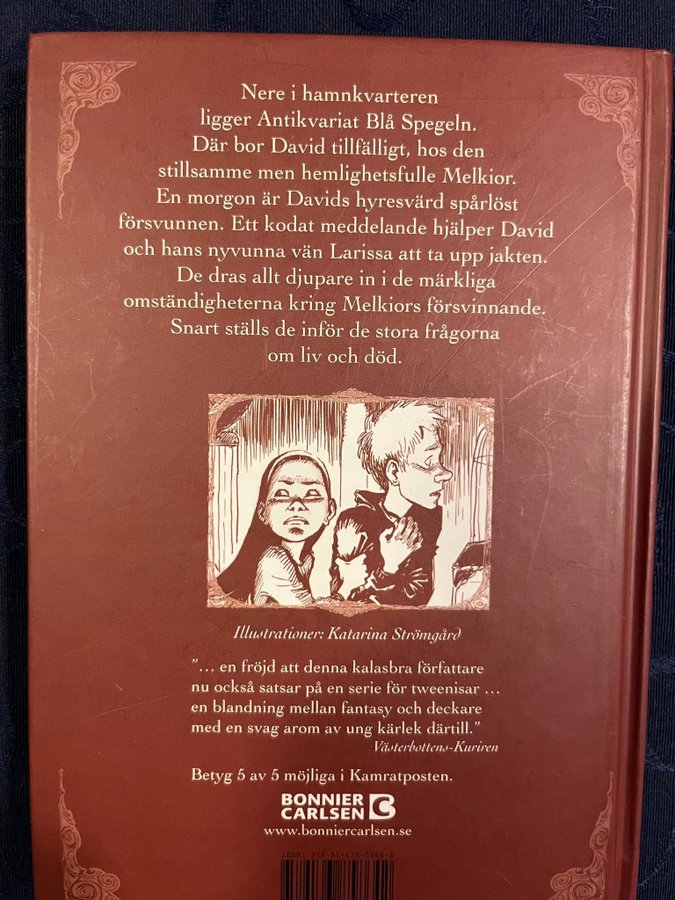 Nere i hamnkvarteren
ligger Antikvariat Blå Spegeln.
Där bor David tillfälligt, hos den
stillsamme men hemlighetsfulle Melkior.
En morgon är Davids hyresvärd spårlöst
försvunnen. Ett kodat meddelande hjälper David
och hans nyvunna vän Larissa att ta upp jakten.
De dras allt djupare in i de märkliga
omständigheterna kring Melkiors försvinnande.
Snart ställs de inför de stora frågorna
om liv och död.
Illustrationer: Katarina Strömgård
"... en fröjd att denna kalasbra författare
nu också satsar på en serie för tweenisar ...
en blandning mellan fantasy och deckare
med en svag arom av ung kärlek därtill."
Västerbottens-Kuriren
Betyg 5 av 5 möjliga i Kamratposten.
BONNIER
CARLSEN
www.bonniercarlsen.se
ISBN: 978-91-638-